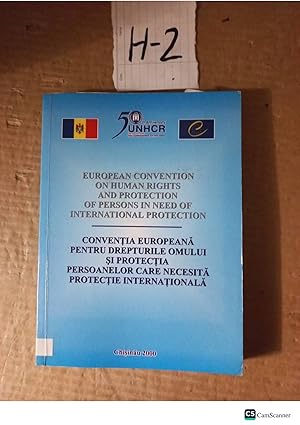 H-2
50
UNHCR
EUROPEAN CONVENTION
ON HUMAN RIGHTS
AND PROTECTION
OF PERSONS IN NEED OF
INTERNATIONAL PROTECTION
CONVENȚIA EUROPEANĂ
PENTRU DREPTURILE OMULUI
ȘI PROTECȚIA
PERSOANELOR CARE NECESITĂ
PROTECȚIE INTERNAȚIONALĂ
Chișinău 2000
CS CamScanner